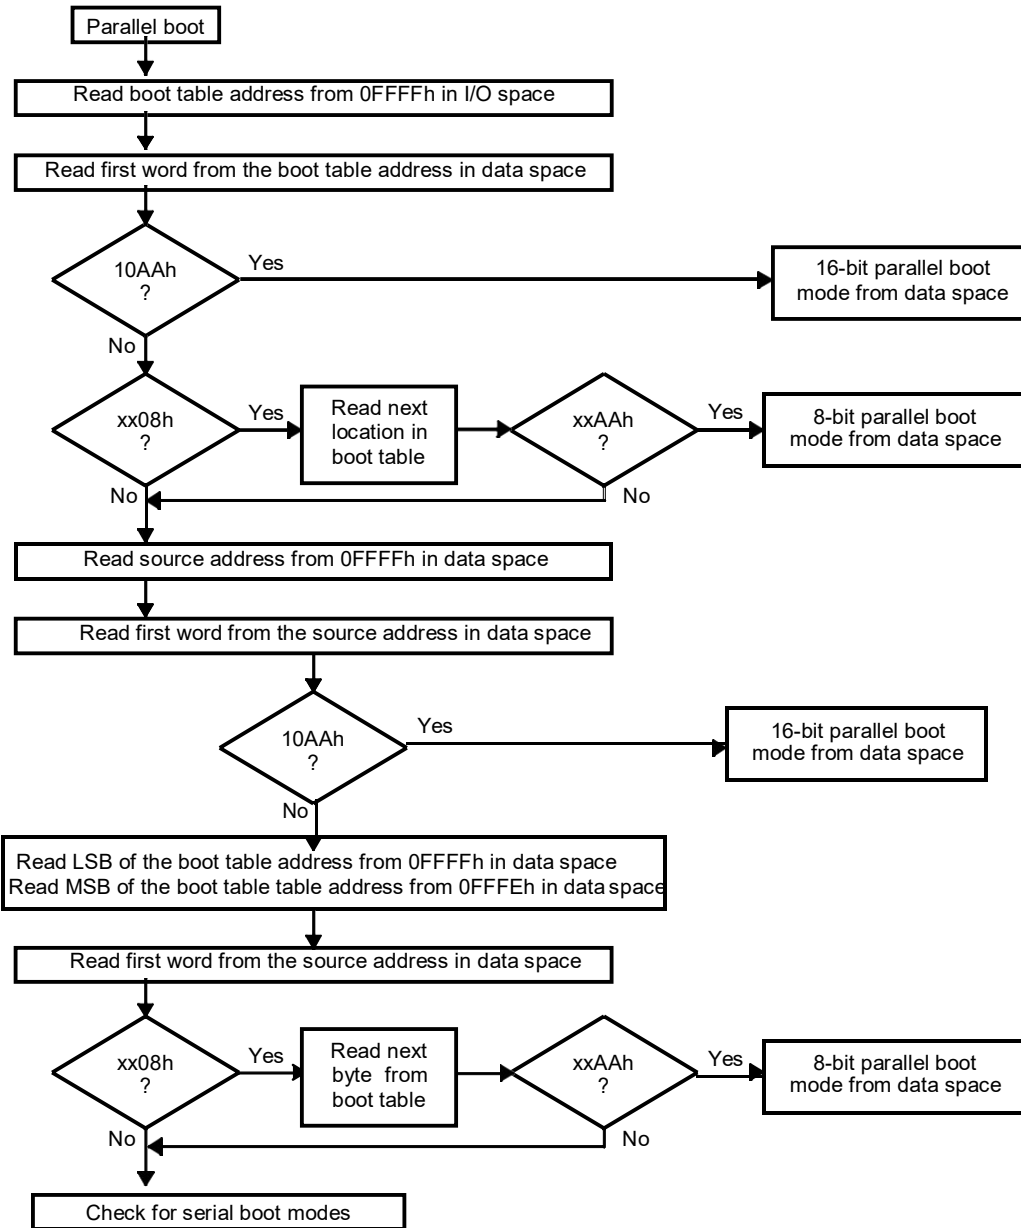 Parallel boot
Read boot table address from 0FFFFh in I/O space
Read first word from the boot table address in data space
10AAh
?
Yes
16-bit parallel boot
mode from data space
No
xx08h
?
Yes
Read next
location in
boot table
xxAAh
?
Yes
8-bit parallel boot
mode from data space
No
No
Read source address from 0FFFFh in data space
Read first word from the source address in data space
10AAh
?
Yes
16-bit parallel boot
mode from data space
No
Read LSB of the boot table address from 0FFFFh in data space
Read MSB of the boot table table address from 0FFFEh in data space
Read first word from the source address in data space
xx08h
?
Yes
Read next
byte from
boot table
xxAAh
?
Yes
8-bit parallel boot
mode from data space
No
No
Check for serial boot modes